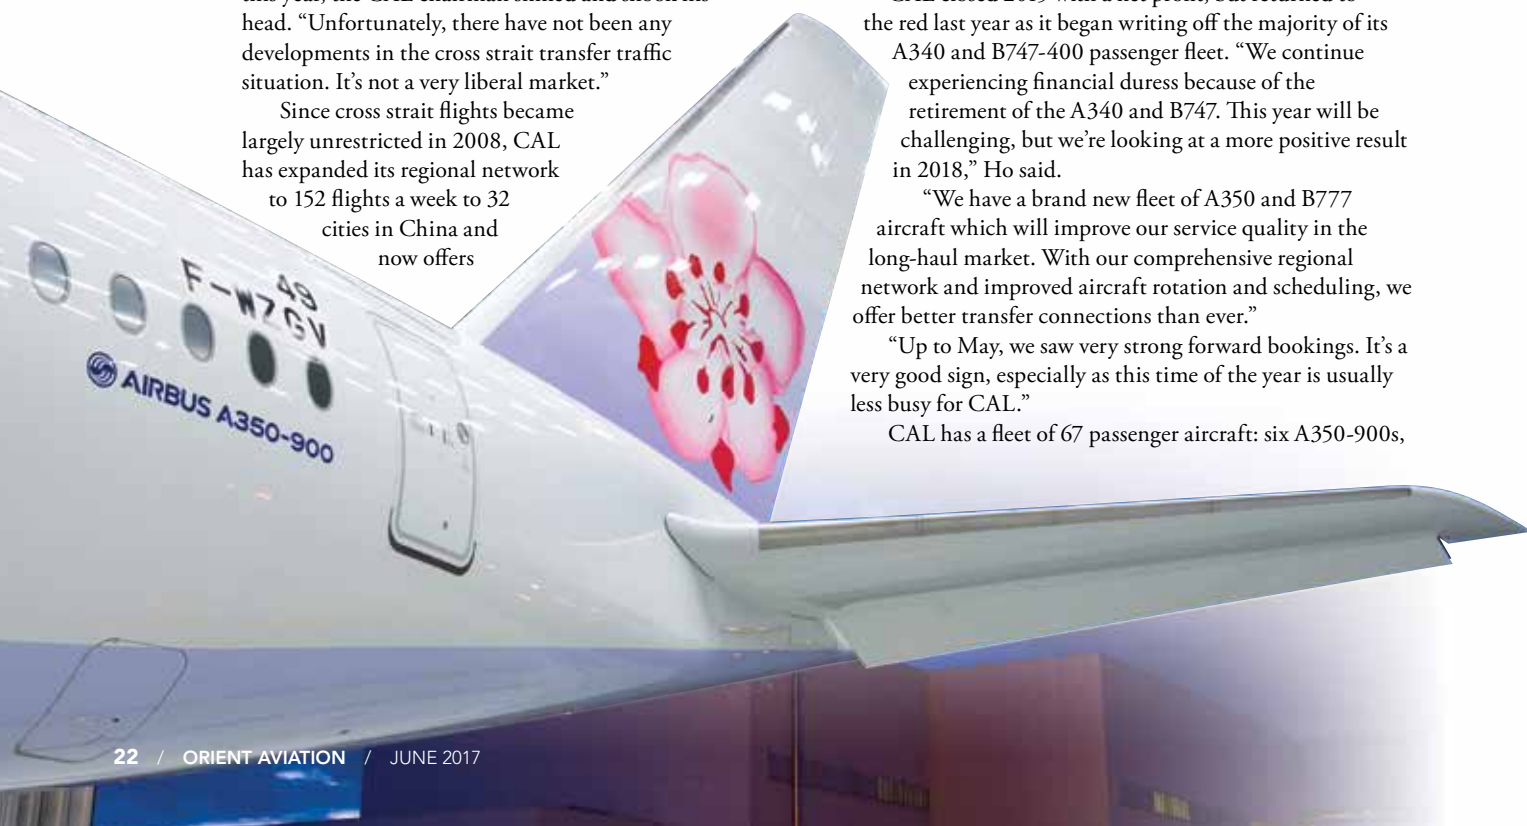 head. “Unfortunately, there have not been any
developments in the cross strait transfer traffic
situation. It’s not a very liberal market.”
Since cross strait flights became
largely unrestricted in 2008, CAL
has expanded its regional network
to 152 flights a week to 32
cities in China and
now offers
the red last year as it began writing off the majority of its
A340 and B747-400 passenger fleet. “We continue
experiencing financial duress because of the
retirement of the A340 and B747. This year will be
challenging, but we’re looking at a more positive result
in 2018,” Ho said.
“We have a brand new fleet of A350 and B777
aircraft which will improve our service quality in the
long-haul market. With our comprehensive regional
network and improved aircraft rotation and scheduling, we
offer better transfer connections than ever.”
“Up to May, we saw very strong forward bookings. It’s a
very good sign, especially as this time of the year is usually
less busy for CAL.”
CAL has a fleet of 67 passenger aircraft: six A350-900s,
49
F-WZGV
AIRBUS A350-900
22 / ORIENT AVIATION / JUNE 2017